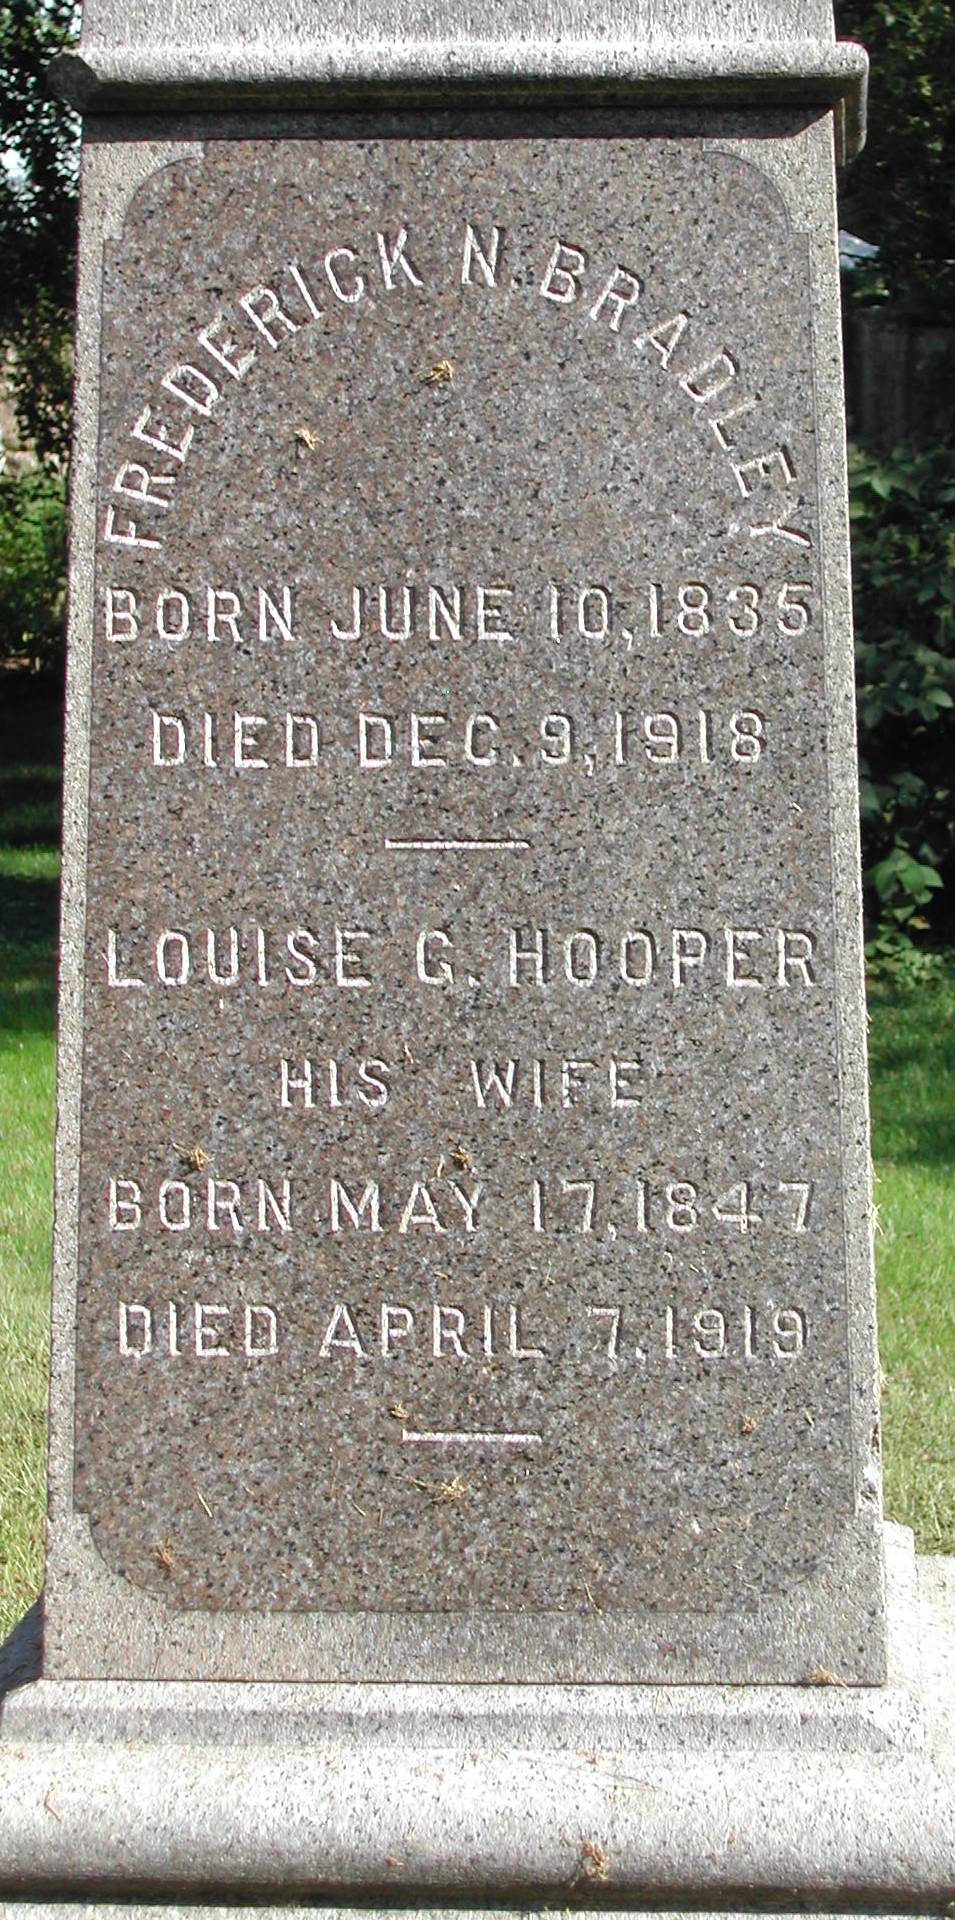 FREDERICK N. BRADLEY
BORN JUNE 10, 1835
DIED DEC. 9, 1918
LOUISE G. HOOPER
HIS WIFE
BORN MAY 17, 1847
DIED APRIL 7. 1919